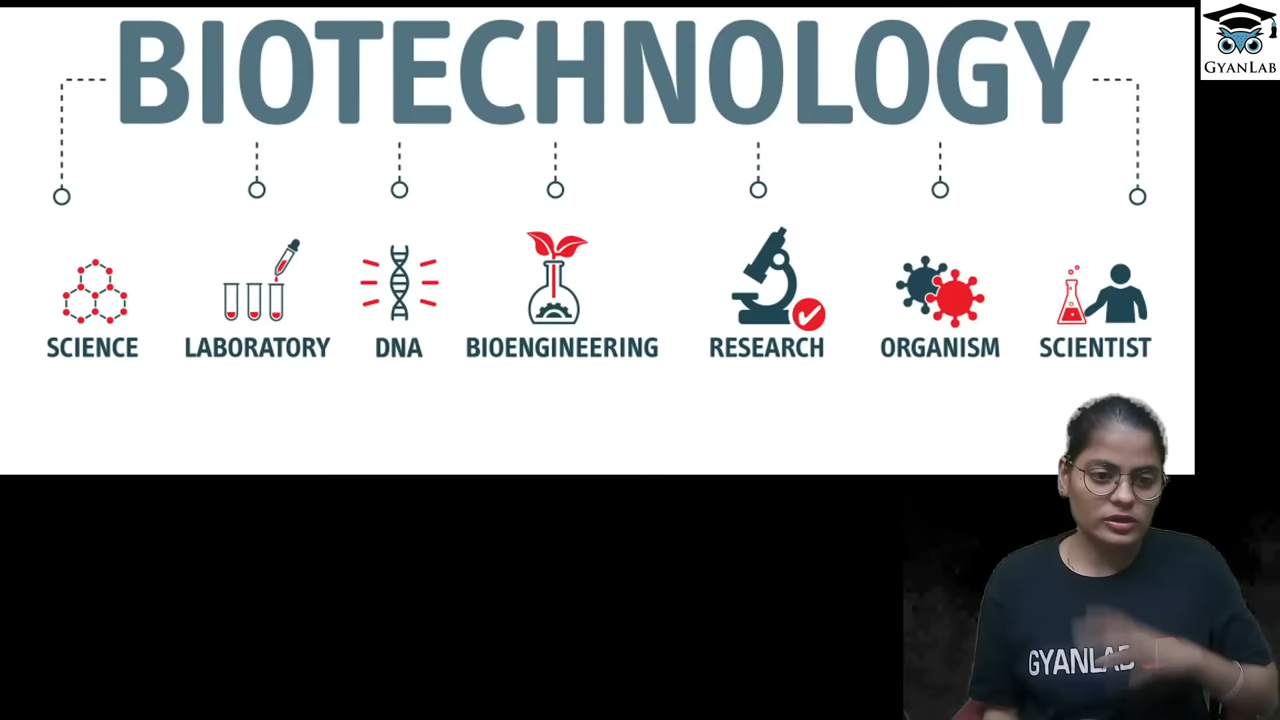 BIOTECHNOLOGY
GYANLAB
SCIENCE
LABORATORY
DNA
BIOENGINEERING
RESEARCH
ORGANISM
SCIENTIST
GYANLAB